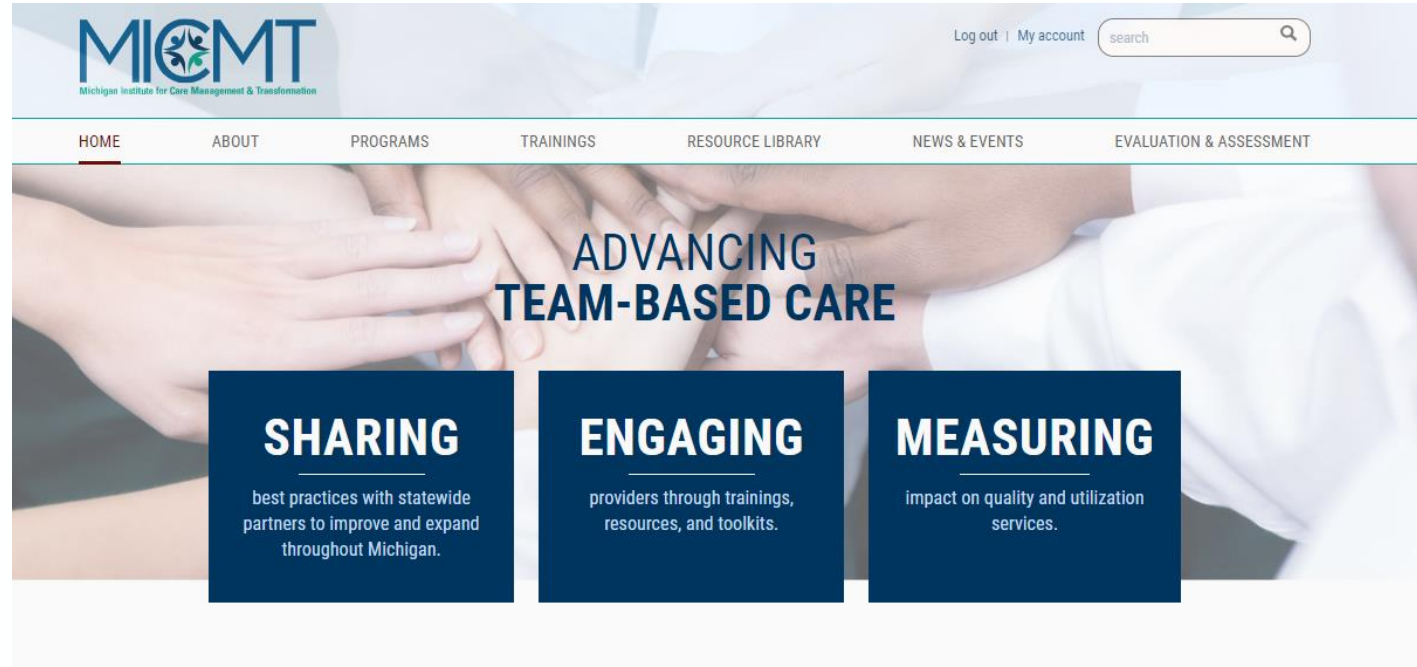 MICMT
Michigan Institute for Care Management & Transformation
Log out | My account
search
HOME
ABOUT
PROGRAMS
TRAININGS
RESOURCE LIBRARY
NEWS & EVENTS
EVALUATION & ASSESSMENT
ADVANCING
TEAM-BASED CARE
SHARING
best practices with statewide
partners to improve and expand
throughout Michigan.
ENGAGING
providers through trainings,
resources, and toolkits.
MEASURING
impact on quality and utilization
services.